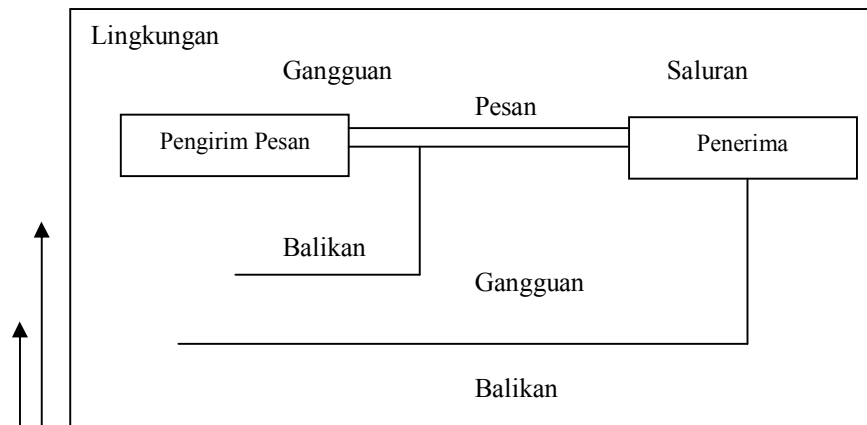 Lingkungan
Gangguan
Saluran
Pesan
Pengirim Pesan
Penerima
Balikan
Gangguan
Balikan